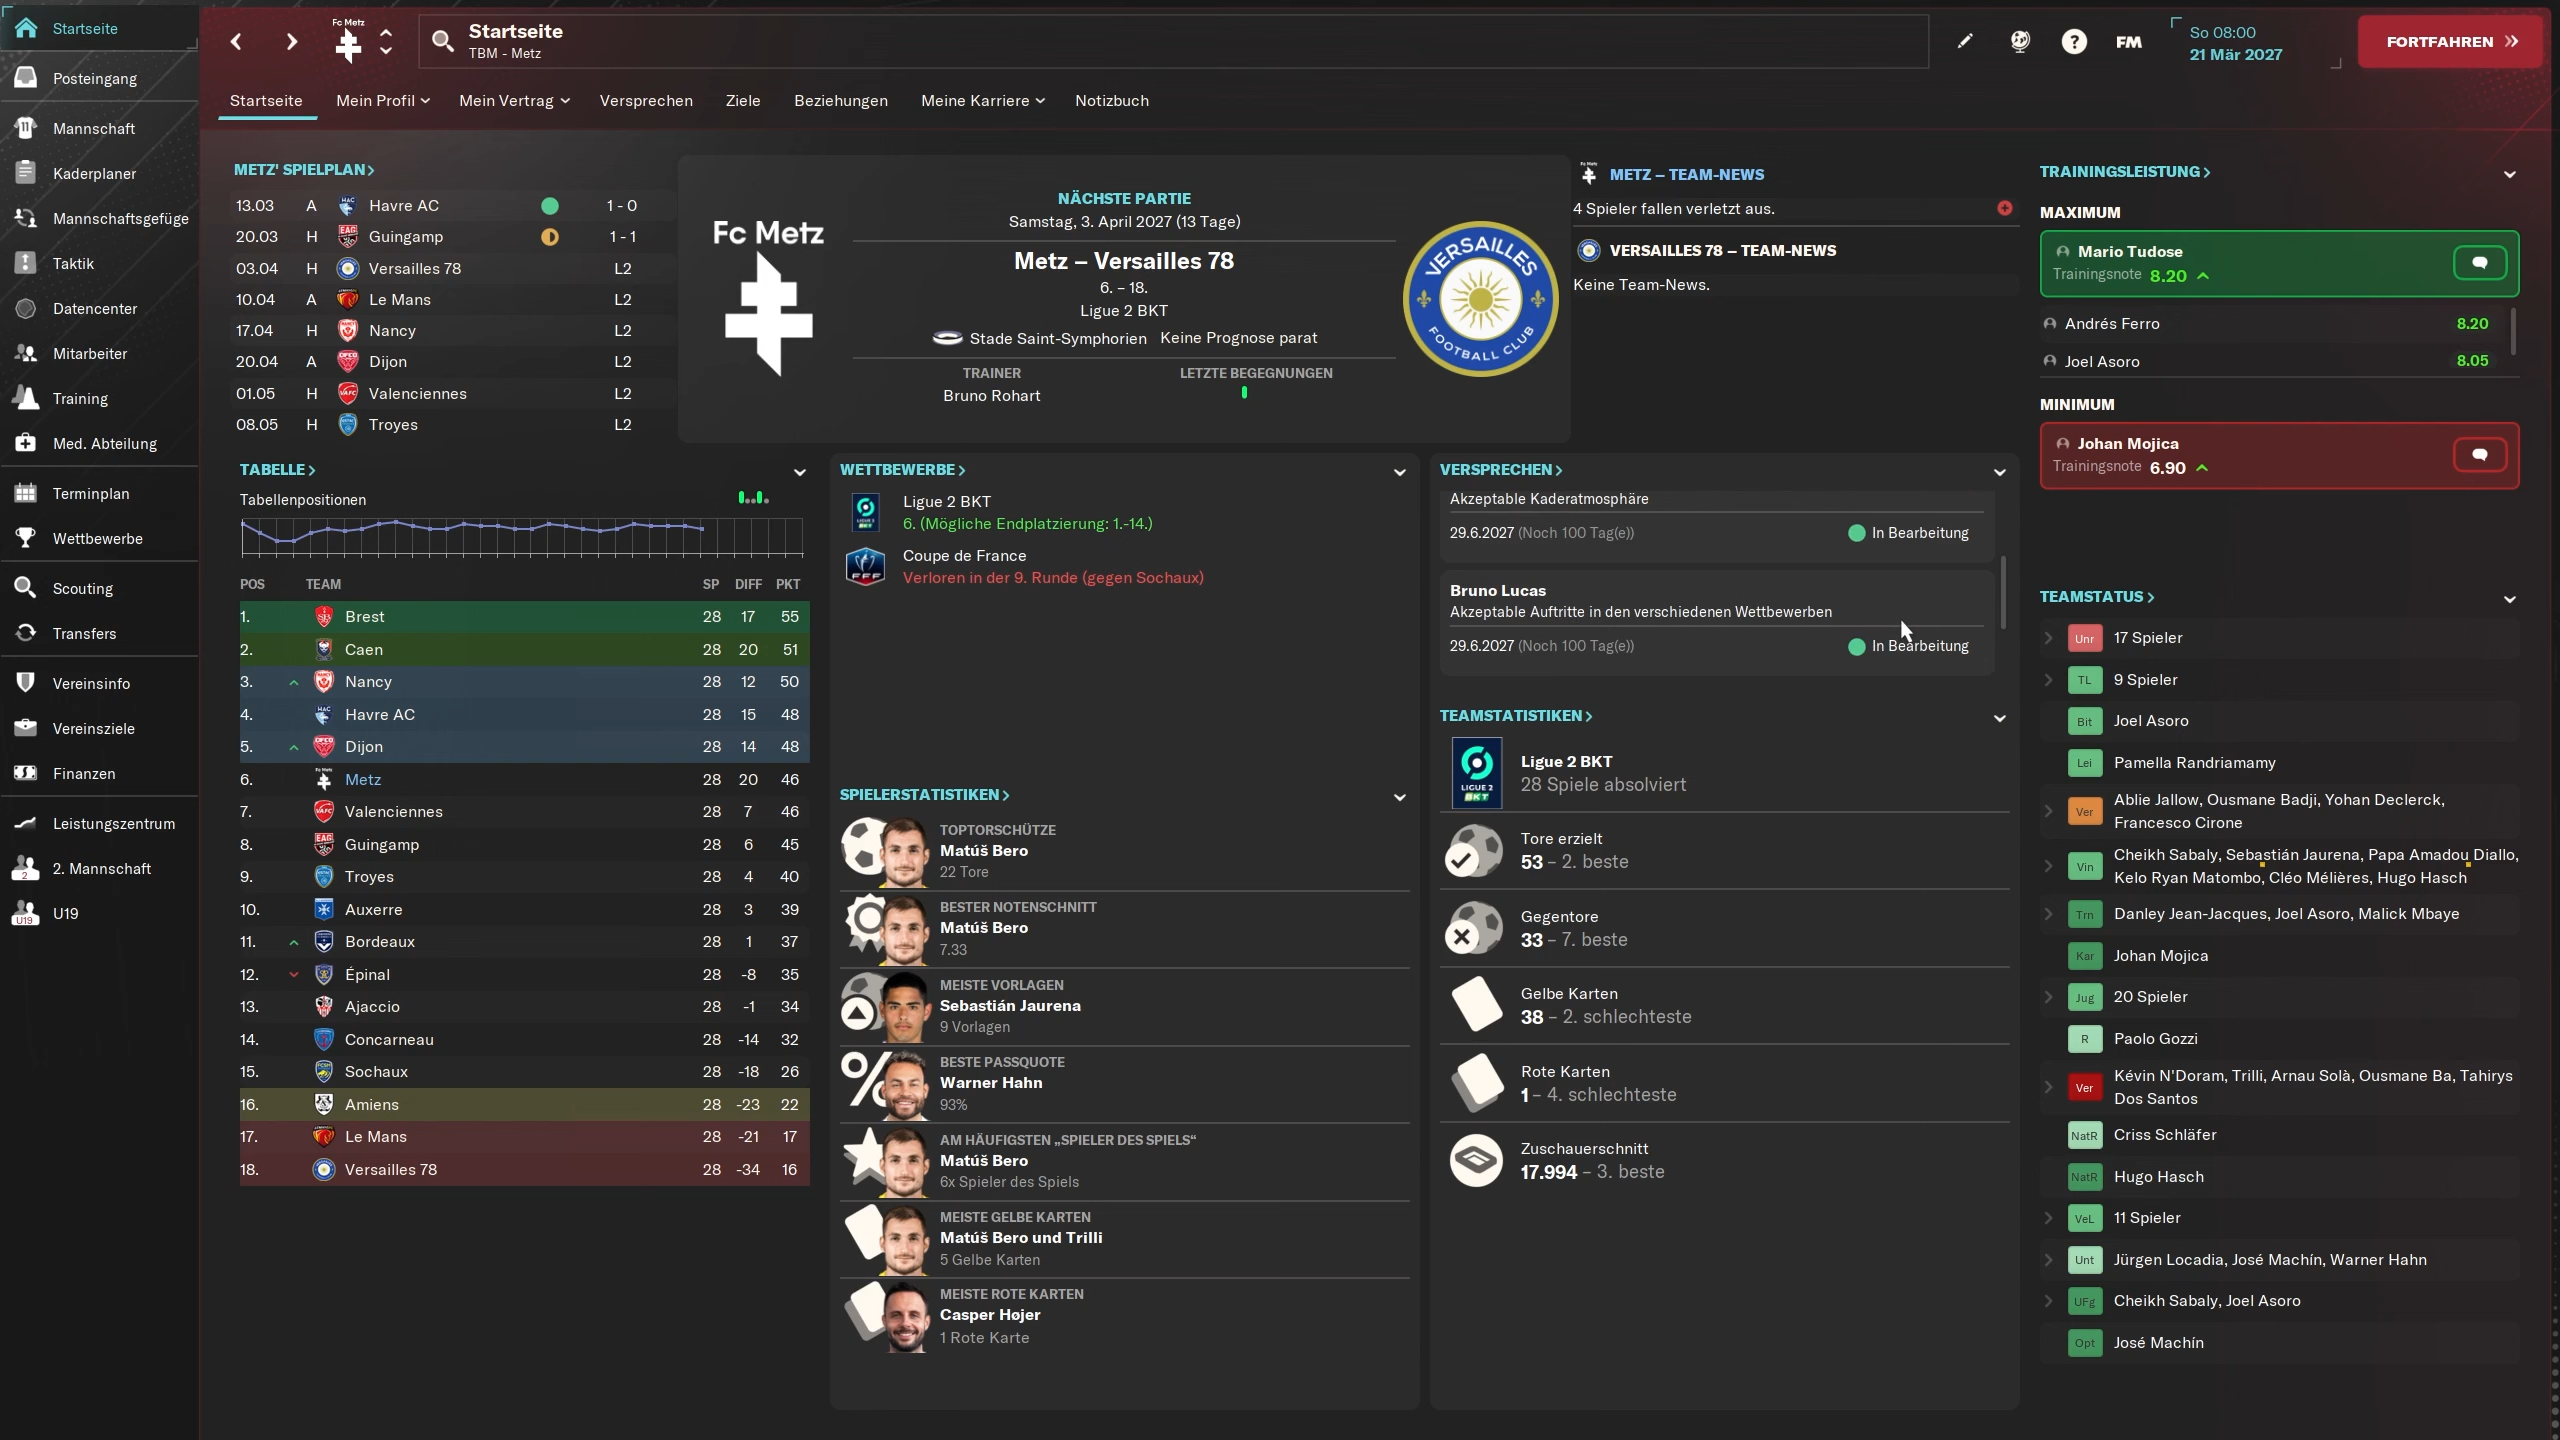 Startseite
Posteingang
Mannschaft
Kaderplaner
Mannschaftsgefüge
Taktik
Datencenter
Mitarbeiter
Training
Med. Abteilung
Terminplan
Wettbewerbe
Scouting
Transfers
Vereinsinfo
Vereinsziele
Finanzen
Leistungszentrum
2. Mannschaft
U19
Fc Metz
Startseite
TBM - Metz
FM
So 08:00
21 Mär 2027
FORTFAHREN
Startseite Mein Profil Mein Vertrag Versprechen Ziele Beziehungen Meine Karriere Notizbuch
METZ' SPIELPLAN
13.03 A Havre AC 1 - 0
20.03 H Guingamp 1 - 1
03.04 H Versailles 78 L2
10.04 A Le Mans L2
17.04 H Nancy L2
20.04 A Dijon L2
01.05 H Valenciennes L2
08.05 H Troyes L2
Fc Metz
NÄCHSTE PARTIE
Samstag, 3. April 2027 (13 Tage)
Metz – Versailles 78
6. – 18.
Ligue 2 BKT
Stade Saint-Symphorien Keine Prognose parat
TRAINER LETZTE BEGEGNUNGEN
Bruno Rohart
VERSAILLES
FOOTBALL CLUB
METZ – TEAM-NEWS
4 Spieler fallen verletzt aus.
VERSAILLES 78 – TEAM-NEWS
Keine Team-News.
TRAININGSLEISTUNG
MAXIMUM
Mario Tudose
Trainingsnote 8.20
Andrés Ferro 8.20
Joel Asoro 8.05
MINIMUM
Johan Mojica
Trainingsnote 6.90
TABELLE
Tabellenpositionen
POS TEAM SP DIFF PKT
1. Brest 28 17 55
2. Caen 28 20 51
3. Nancy 28 12 50
4. Havre AC 28 15 48
5. Dijon 28 14 48
6. Metz 28 20 46
7. Valenciennes 28 7 46
8. Guingamp 28 6 45
9. Troyes 28 4 40
10. Auxerre 28 3 39
11. Bordeaux 28 1 37
12. Épinal 28 -8 35
13. Ajaccio 28 -1 34
14. Concarneau 28 -14 32
15. Sochaux 28 -18 26
16. Amiens 28 -23 22
17. Le Mans 28 -21 17
18. Versailles 78 28 -34 16
WETTBEWERBE
Ligue 2 BKT
6. (Mögliche Endplatzierung: 1.-14.)
Coupe de France
Verloren in der 9. Runde (gegen Sochaux)
SPIELERSTATISTIKEN
TOPTORSCHÜTZE
Matúš Bero
22 Tore
BESTER NOTENSCHNITT
Matúš Bero
7.33
MEISTE VORLAGEN
Sebastián Jaurena
9 Vorlagen
BESTE PASSQUOTE
Warner Hahn
93%
AM HÄUFIGSTEN „SPIELER DES SPIELS“
Matúš Bero
6x Spieler des Spiels
MEISTE GELBE KARTEN
Matúš Bero und Trilli
5 Gelbe Karten
MEISTE ROTE KARTEN
Casper Højer
1 Rote Karte
VERSPRECHEN
Akzeptable Kaderatmosphäre
29.6.2027 (Noch 100 Tag(e)) In Bearbeitung
Bruno Lucas
Akzeptable Auftritte in den verschiedenen Wettbewerben
29.6.2027 (Noch 100 Tag(e)) In Bearbeitung
TEAMSTATISTIKEN
LIGUE 2
BKT
Ligue 2 BKT
28 Spiele absolviert
Tore erzielt
53 – 2. beste
Gegentore
33 – 7. beste
Gelbe Karten
38 – 2. schlechteste
Rote Karten
1 – 4. schlechteste
Zuschauerschnitt
17.994 – 3. beste
TEAMSTATUS
Unr 17 Spieler
TL 9 Spieler
Bit Joel Asoro
Lei Pamella Randriamamy
Ver Ablie Jallow, Ousmane Badji, Yohan Declerck,
Francesco Cirone
Vin Cheikh Sabaly, Sebastián Jaurena, Papa Amadou Diallo,
Kelo Ryan Matombo, Cléo Mélières, Hugo Hasch
Trn Danley Jean-Jacques, Joel Asoro, Malick Mbaye
Kar Johan Mojica
Jug 20 Spieler
R Paolo Gozzi
Ver Kévin N'Doram, Trilli, Arnau Solà, Ousmane Ba, Tahirys
Dos Santos
NatR Criss Schläfer
NatR Hugo Hasch
VeL 11 Spieler
Unt Jürgen Locadia, José Machín, Warner Hahn
UFg Cheikh Sabaly, Joel Asoro
Opt José Machín